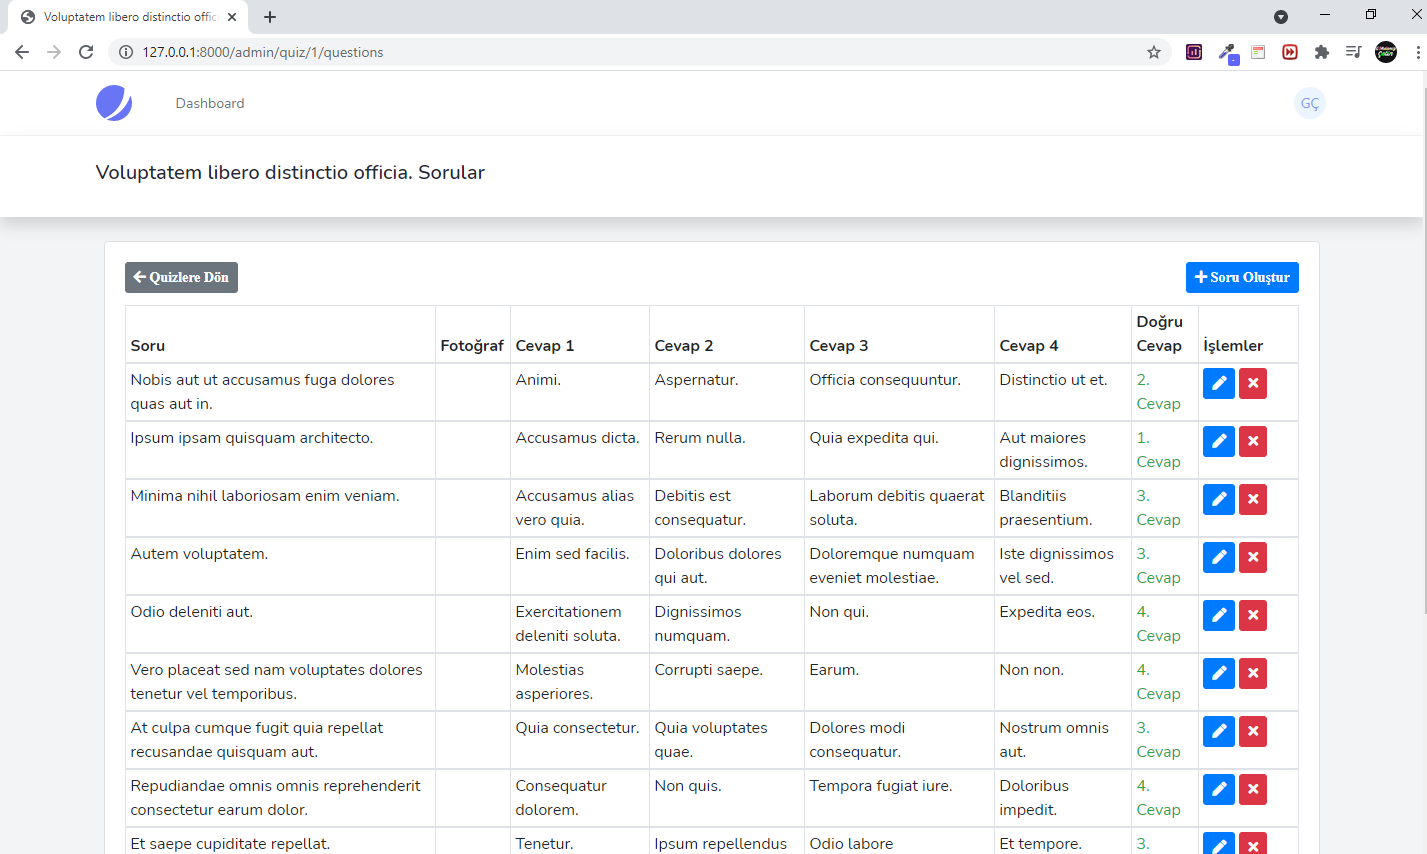 Voluptatem libero distinctio offici
127.0.0.1:8000/admin/quiz/1/questions
Dashboard
GÇ
Voluptatem libero distinctio officia. Sorular
Quizlere Dön
Soru Oluştur
Soru Fotoğraf Cevap 1 Cevap 2 Cevap 3 Cevap 4 Doğru Cevap İşlemler
Nobis aut ut accusamus fuga dolores Animi. Aspernatur. Officia consequuntur. Distinctio ut et. 2.
quas aut in. Cevap
Ipsum ipsam quisquam architecto. Accusamus dicta. Rerum nulla. Quia expedita qui. Aut maiores 1.
dignissimos. Cevap
Minima nihil laboriosam enim veniam. Accusamus alias Debitis est Laborum debitis quaerat Blanditiis 3.
vero quia. consequatur. soluta. praesentium. Cevap
Autem voluptatem. Enim sed facilis. Doloribus dolores Doloremque numquam Iste dignissimos 3.
qui aut. eveniet molestiae. vel sed. Cevap
Odio deleniti aut. Exercitationem Dignissimos Non qui. Expedita eos. 4.
deleniti soluta. numquam. Cevap
Vero placeat sed nam voluptates dolores Molestias Corrupti saepe. Earum. Non non. 4.
tenetur vel temporibus. asperiores. Cevap
At culpa cumque fugit quia repellat Quia consectetur. Quia voluptates Dolores modi Nostrum omnis 3.
recusandae quisquam aut. quae. consequatur. aut. Cevap
Repudiandae omnis omnis reprehenderit Consequatur Non quis. Tempora fugiat iure. Doloribus 4.
consectetur earum dolor. dolorem. impedit. Cevap
Et saepe cupiditate repellat. Tenetur. Ipsum repellendus Odio labore Et tempore. 3.